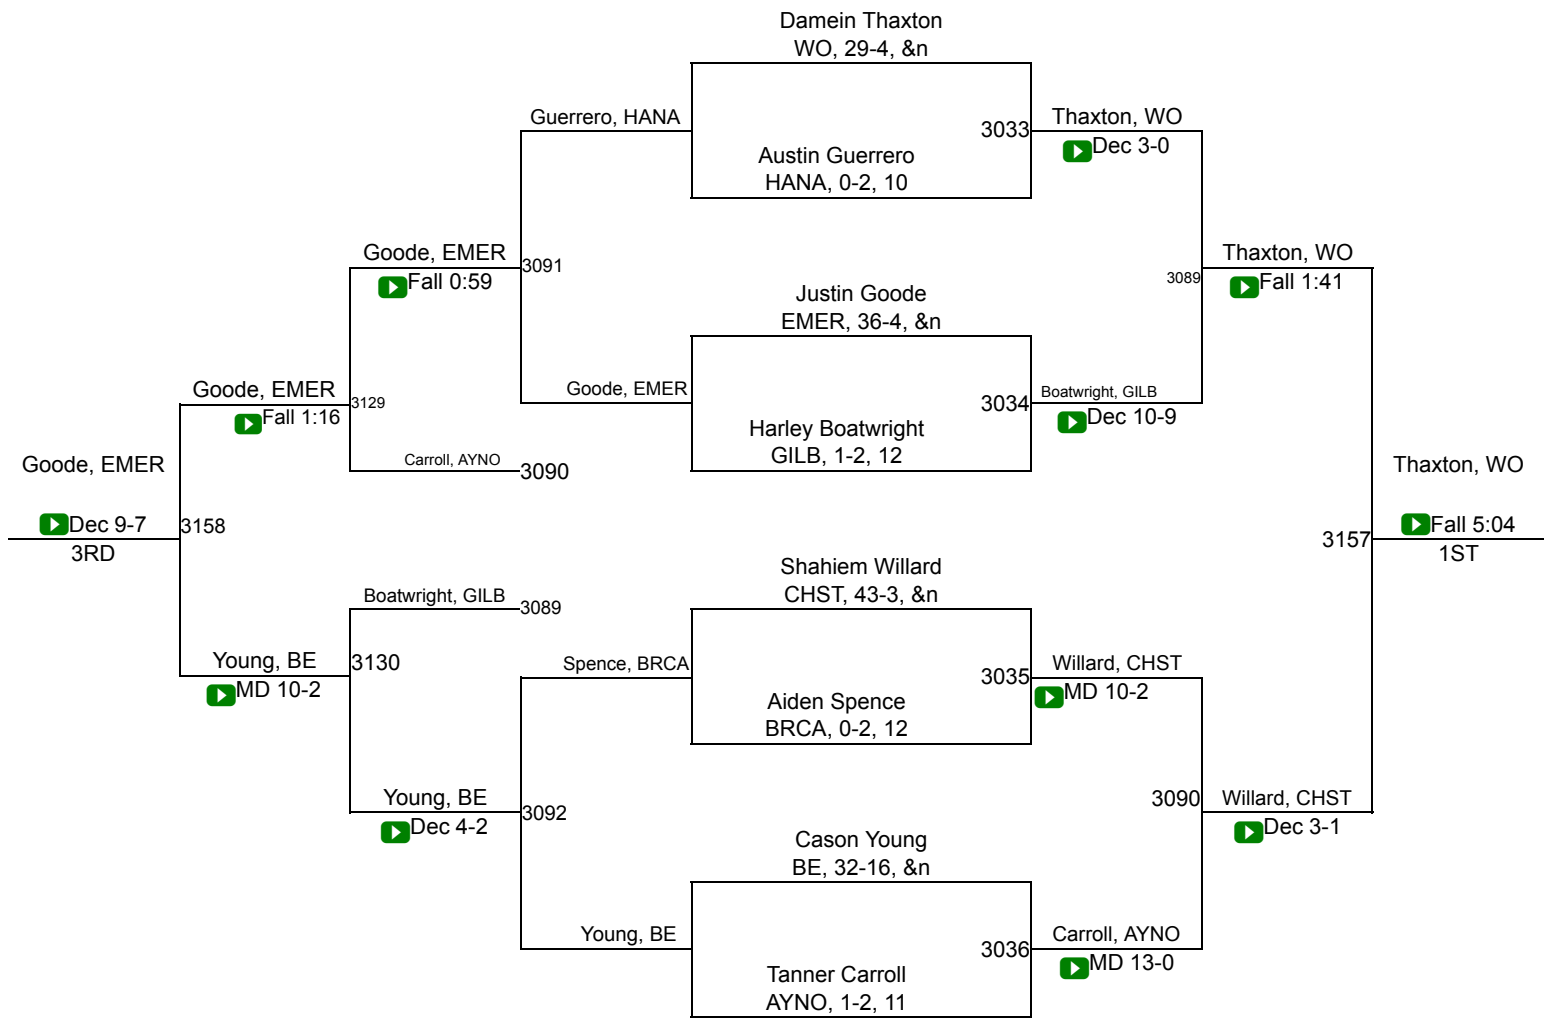 Damein Thaxton
WO, 29-4, &n
Guerrero, HANA
3033
Thaxton, WO
Dec 3-0
Austin Guerrero
HANA, 0-2, 10
Goode, EMER
Fall 0:59
3091
3089
Thaxton, WO
Fall 1:41
Justin Goode
EMER, 36-4, &n
Goode, EMER
Fall 1:16
3129
Goode, EMER
3034
Boatwright, GILB
Dec 10-9
Harley Boatwright
GILB, 1-2, 12
Goode, EMER
Carroll, AYNO
3090
Thaxton, WO
Dec 9-7
3RD
3158
3157
Fall 5:04
1ST
Shahiem Willard
CHST, 43-3, &n
Boatwright, GILB
3089
Young, BE
MD 10-2
3130
Spence, BRCA
3035
Willard, CHST
MD 10-2
Aiden Spence
BRCA, 0-2, 12
Young, BE
Dec 4-2
3092
3090
Willard, CHST
Dec 3-1
Cason Young
BE, 32-16, &n
Young, BE
3036
Carroll, AYNO
MD 13-0
Tanner Carroll
AYNO, 1-2, 11